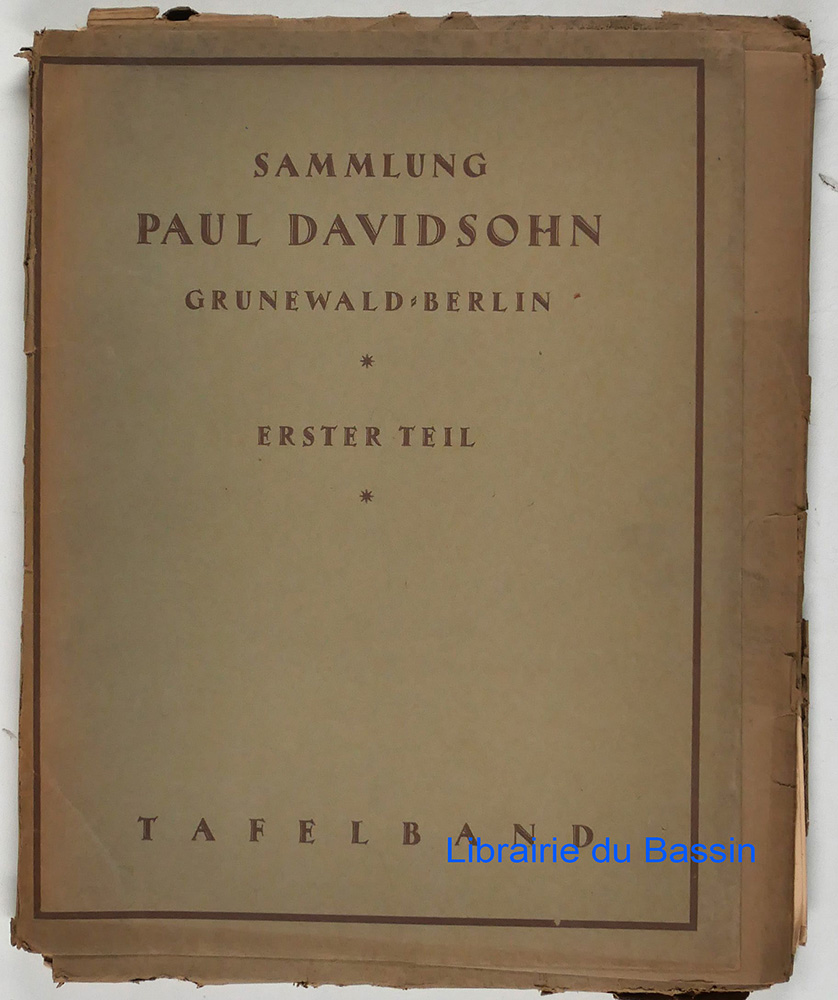 SAMMLUNG
PAUL DAVIDSOHN
GRUNEWALD-BERLIN
ERSTER TEIL
TAFELBAND
Librairie du Bassin